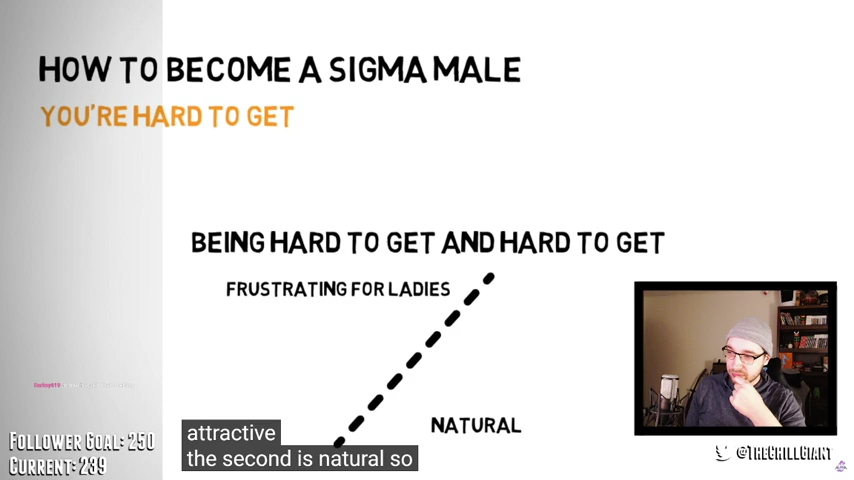 HOW TO BECOME A SIGMA MALE
YOU'RE HARD TO GET
BEING HARD TO GET AND HARD TO GET
FRUSTRATING FOR LADIES
NATURAL
attractive
the second is natural so
FOLLOWER GOAL: 250
CURRENT: 239
@THECHILLGIANT